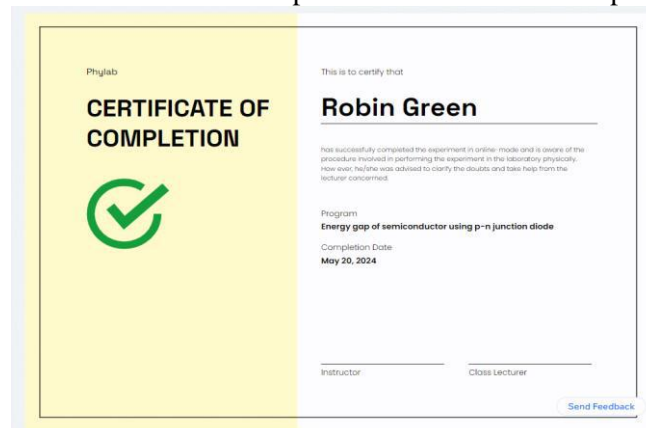 Phylab
CERTIFICATE OF
COMPLETION
This is to certify that
Robin Green
has successfully completed the experiment in online- mode and is aware of the
procedure involved in performing the experiment in the laboratory physically.
How ever, he/she was advised to clarify the doubts and take help from the
lecturer concerned.
Program
Energy gap of semiconductor using p-n junction diode
Completion Date
May 20, 2024
Instructor
Class Lecturer
Send Feedback